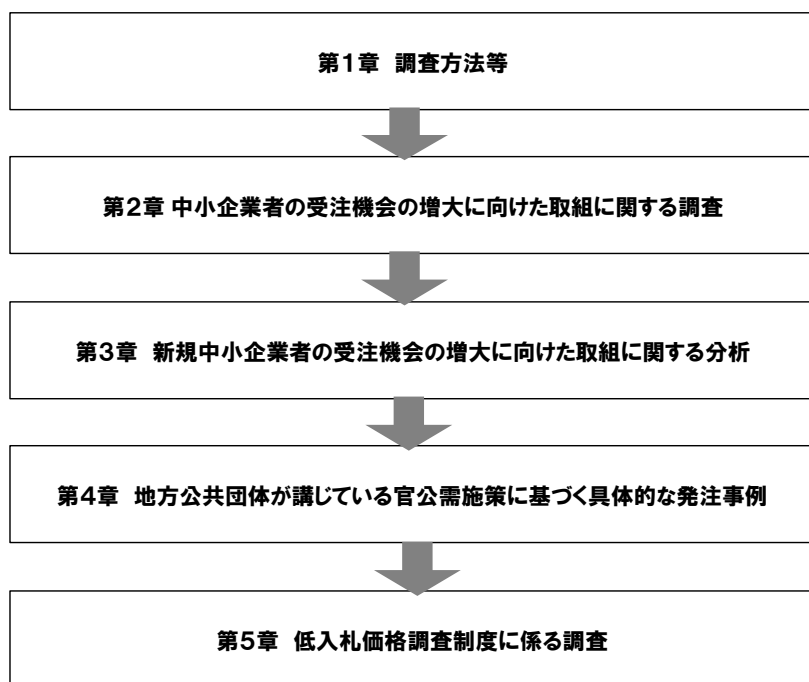 第1章 調査方法等
第2章 中小企業者の受注機会の増大に向けた取組に関する調査
第3章 新規中小企業者の受注機会の増大に向けた取組に関する分析
第4章 地方公共団体が講じている官公需施策に基づく具体的な発注事例
第5章 低入札価格調査制度に係る調査